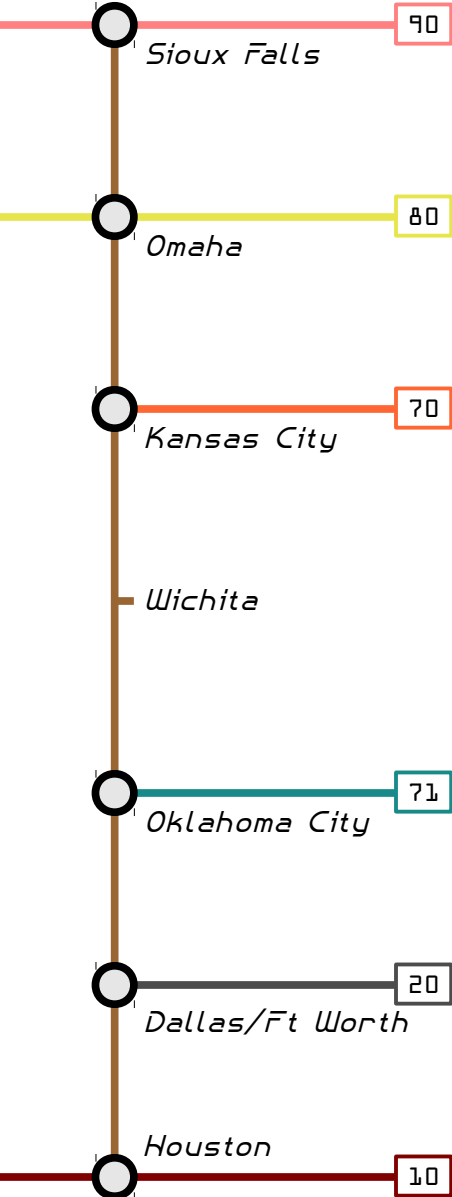 90
Sioux Falls
80
Omaha
70
Kansas City
Wichita
71
Oklahoma City
20
Dallas/Ft Worth
Houston
10